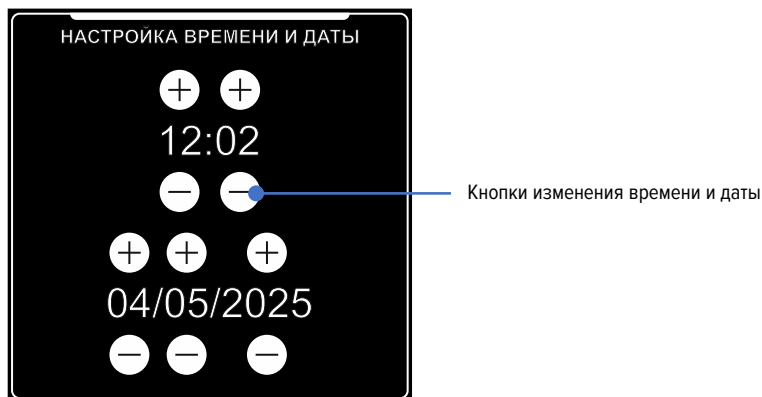 НАСТРОЙКА ВРЕМЕНИ И ДАТЫ
+ +
12:02
− −
Кнопки изменения времени и даты
+ + +
04/05/2025
− − −